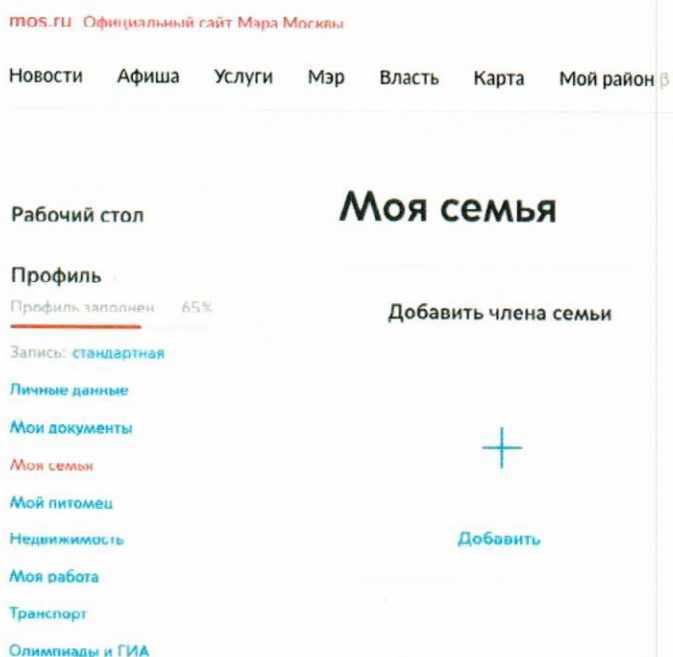 mos.ru Официальный сайт Мэра Москвы
Новости Афиша Услуги Мэр Власть Карта Мой район β
Рабочий стол
Моя семья
Профиль
Профиль заполнен 65%
Добавить члена семьи
Запись: стандартная
Личные данные
Мои документы
Моя семья
Мой питомец
Недвижимость
Добавить
Моя работа
Транспорт
Олимпиады и ГИА